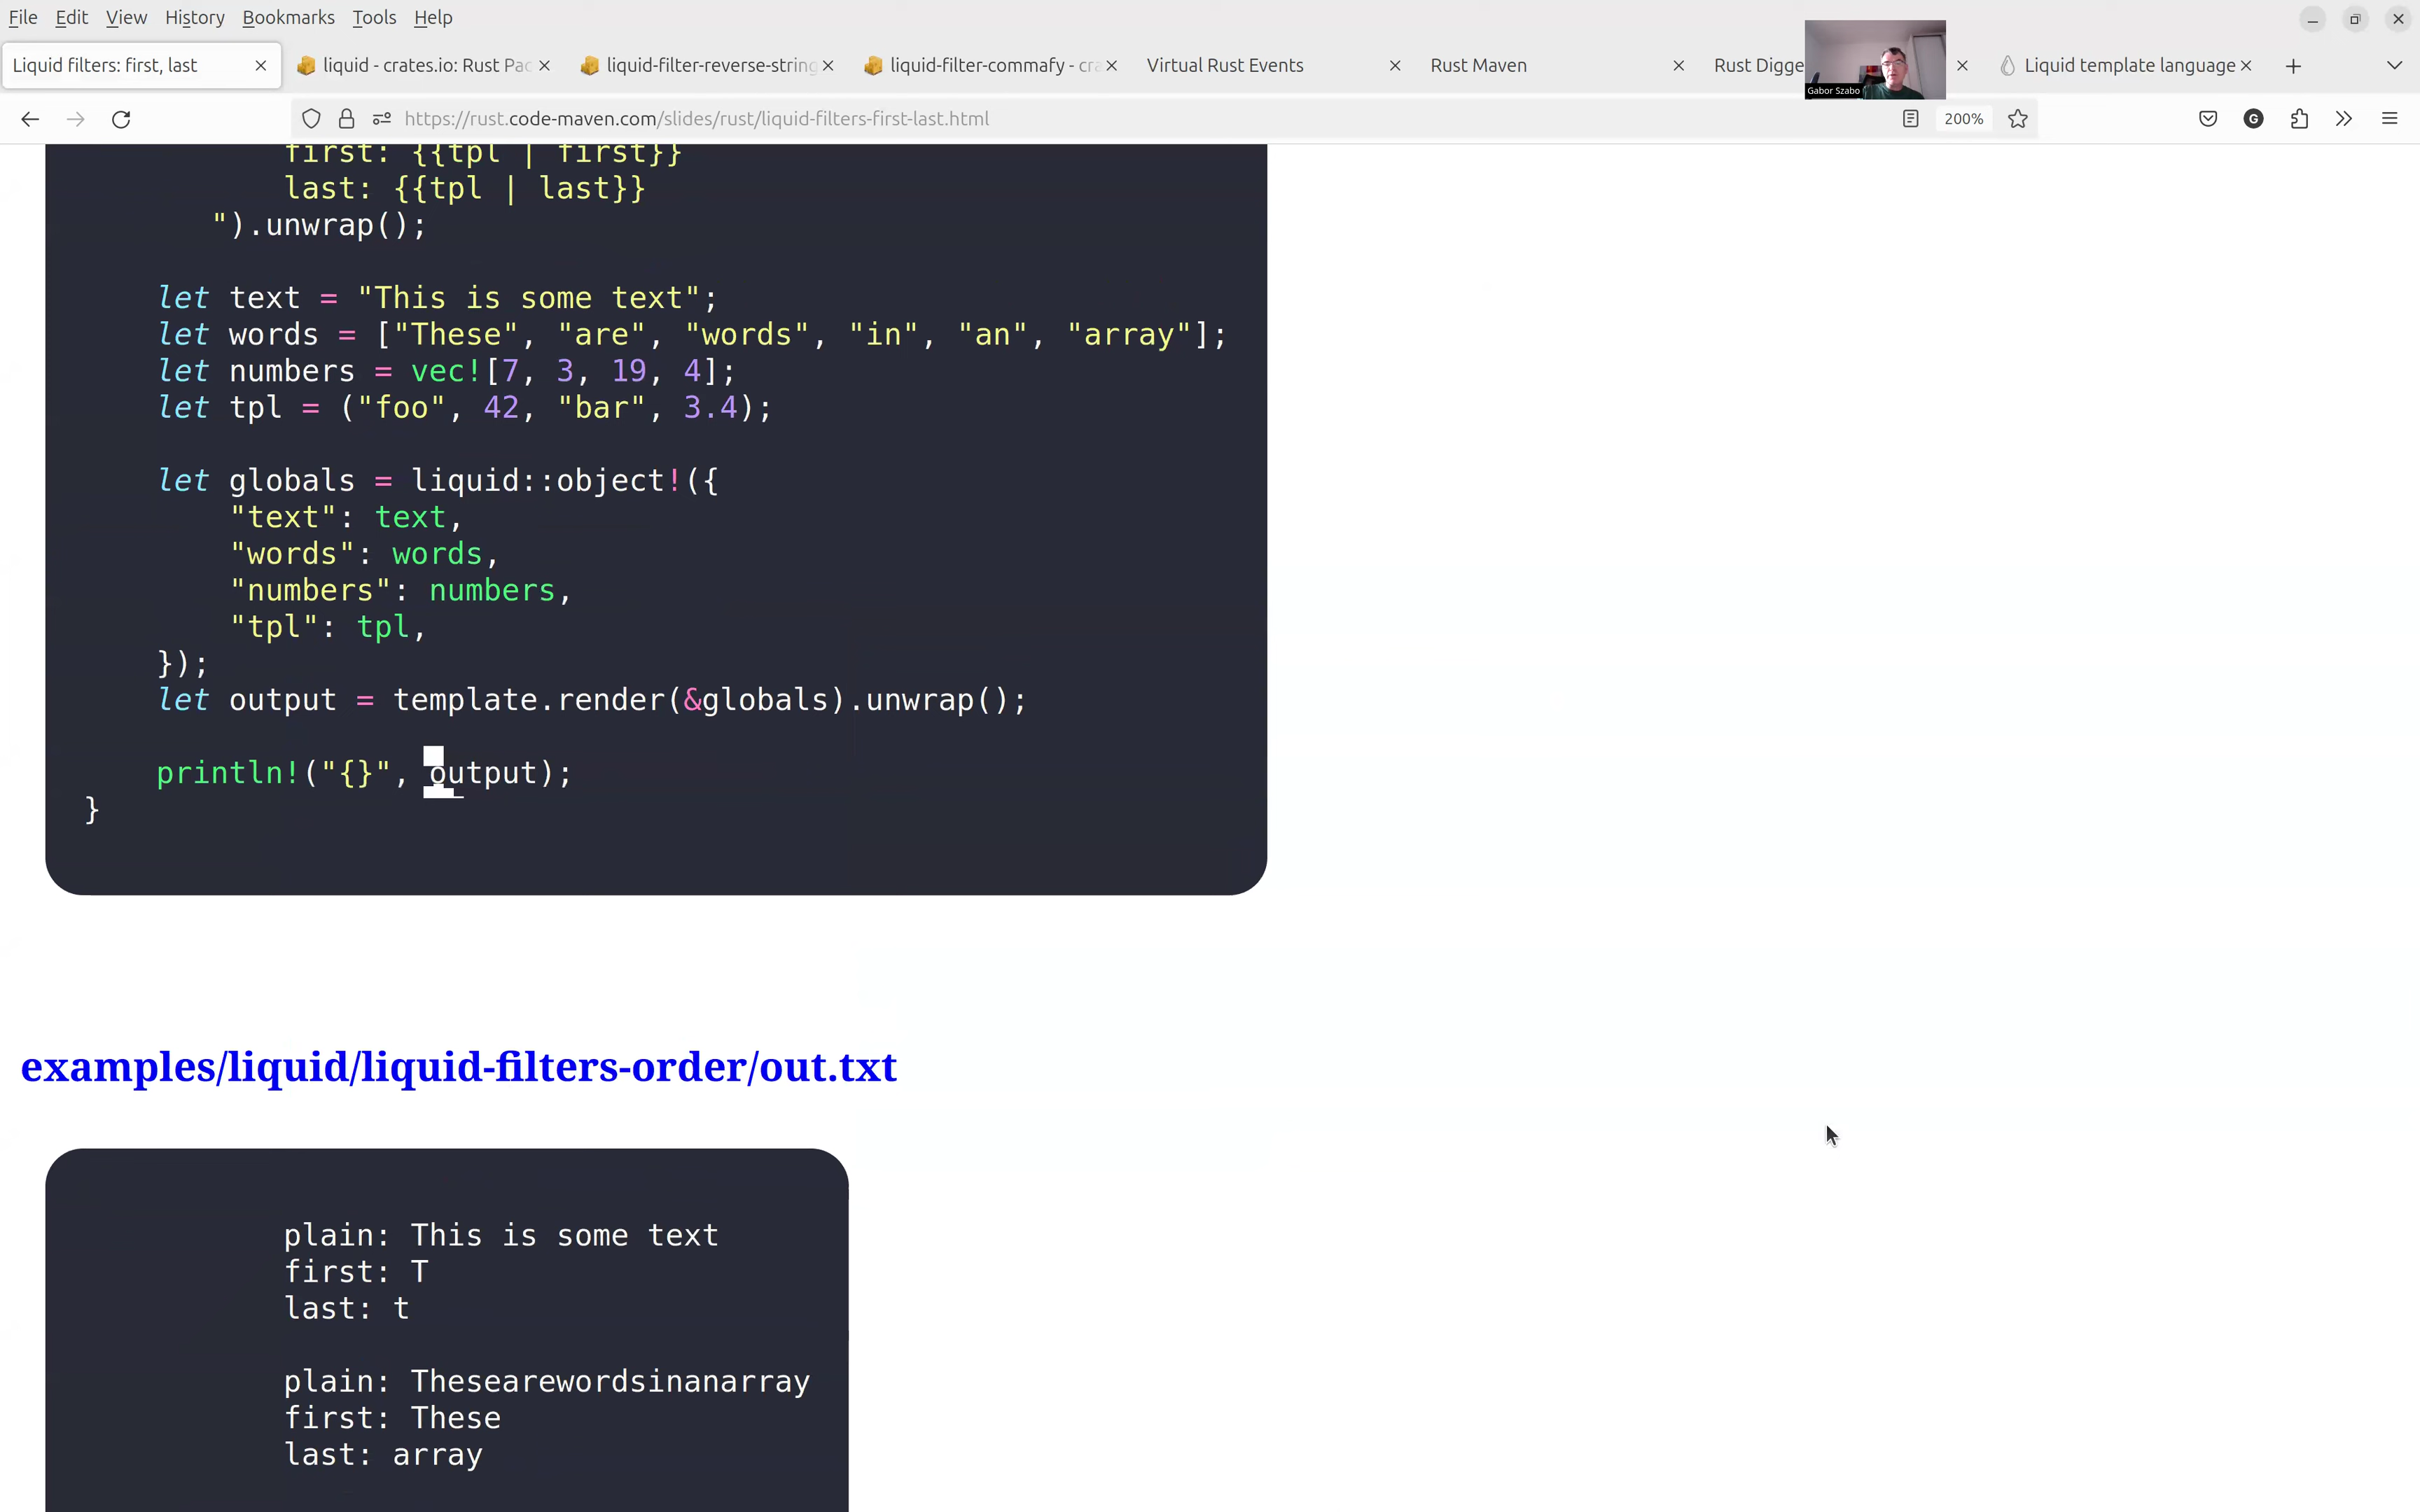 File Edit View History Bookmarks Tools Help
Liquid filters: first, last
liquid - crates.io: Rust Pac
liquid-filter-reverse-string
liquid-filter-commafy - cra
Virtual Rust Events
Rust Maven
Rust Digge
Liquid template language
Gabor Szabo
https://rust.code-maven.com/slides/rust/liquid-filters-first-last.html
200%
G
first: {{tpl | first}}
last: {{tpl | last}}
").unwrap();
let text = "This is some text";
let words = ["These", "are", "words", "in", "an", "array"];
let numbers = vec![7, 3, 19, 4];
let tpl = ("foo", 42, "bar", 3.4);
let globals = liquid::object!({
"text": text,
"words": words,
"numbers": numbers,
"tpl": tpl,
});
let output = template.render(&globals).unwrap();
println!("{}", output);
}
examples/liquid/liquid-filters-order/out.txt
plain: This is some text
first: T
last: t
plain: Thesearewordsinanarray
first: These
last: array